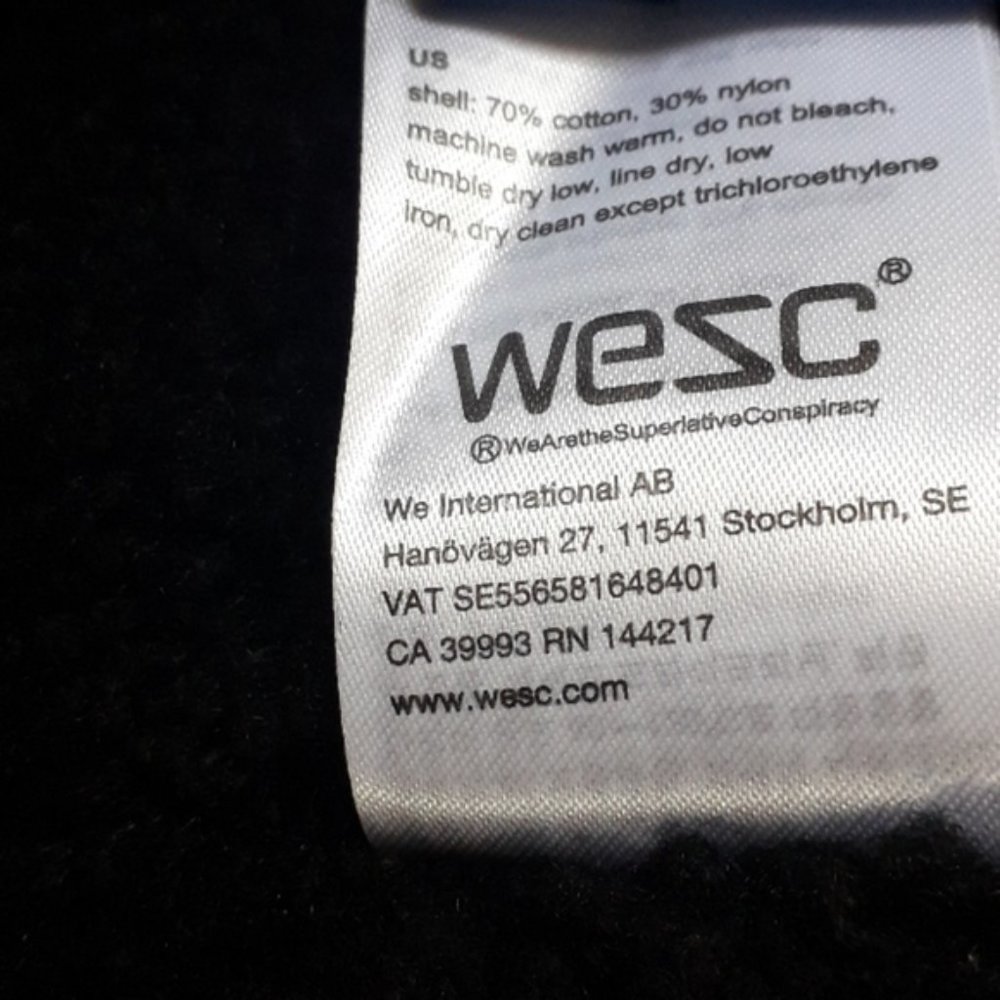 US
shell: 70% cotton, 30% nylon
machine wash warm, do not bleach,
tumble dry low, line dry, low
iron, dry clean except trichloroethylene
wesc®
®WeAretheSuperlativeConspiracy
We International AB
Hanövägen 27, 11541 Stockholm, SE
VAT SE556581648401
CA 39993 RN 144217
www.wesc.com